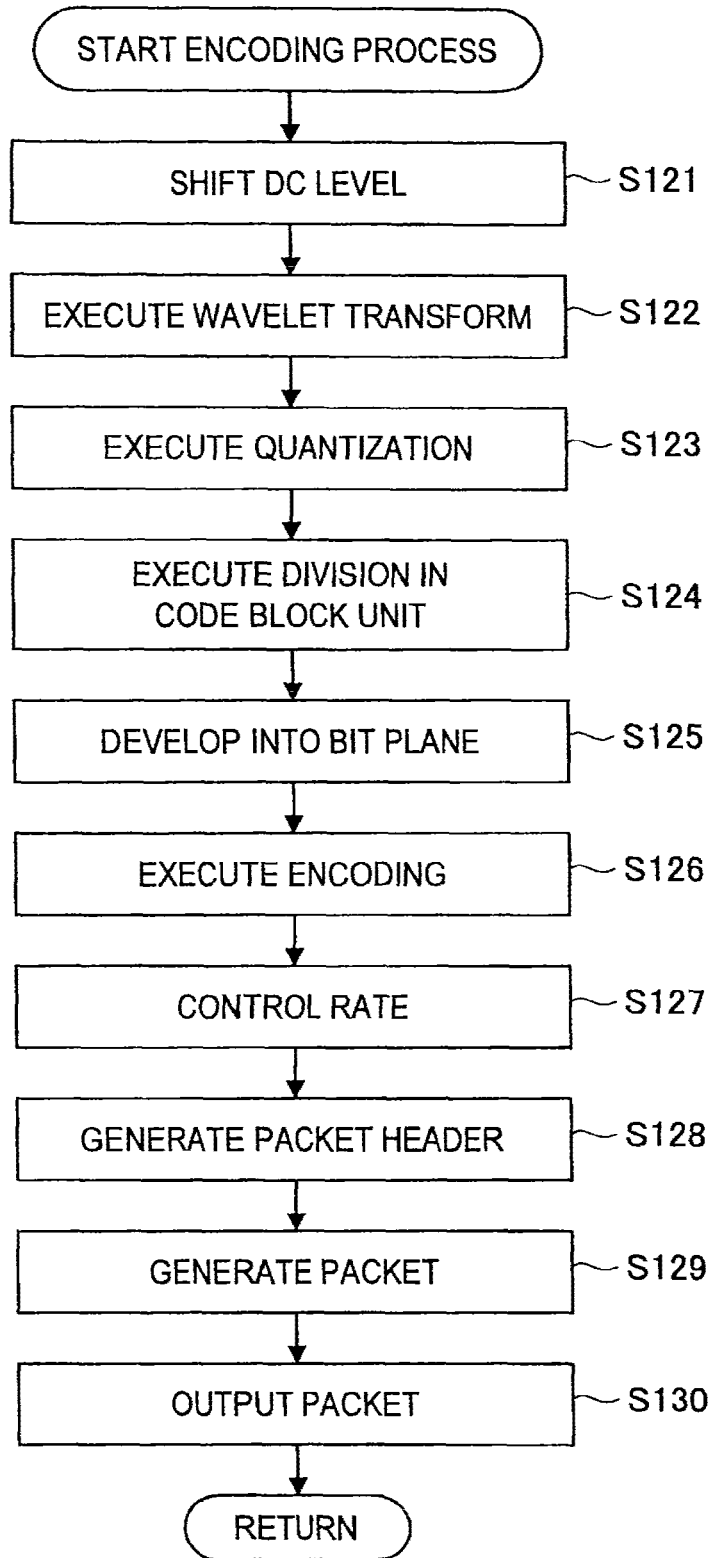 START ENCODING PROCESS
SHIFT DC LEVEL
S121
EXECUTE WAVELET TRANSFORM
S122
EXECUTE QUANTIZATION
S123
EXECUTE DIVISION IN
CODE BLOCK UNIT
S124
DEVELOP INTO BIT PLANE
S125
EXECUTE ENCODING
S126
CONTROL RATE
S127
GENERATE PACKET HEADER
S128
GENERATE PACKET
S129
OUTPUT PACKET
S130
RETURN